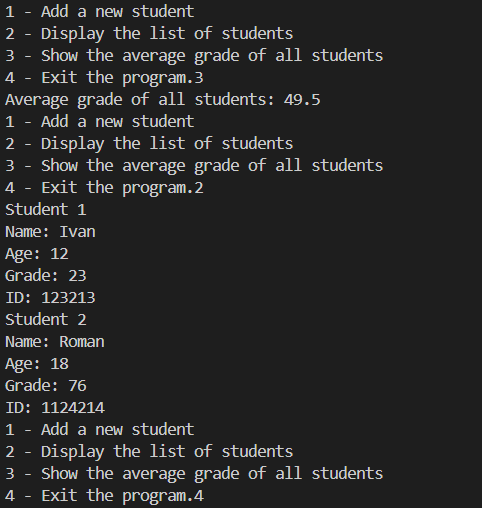 1 - Add a new student
2 - Display the list of students
3 - Show the average grade of all students
4 - Exit the program.3
Average grade of all students: 49.5
1 - Add a new student
2 - Display the list of students
3 - Show the average grade of all students
4 - Exit the program.2
Student 1
Name: Ivan
Age: 12
Grade: 23
ID: 123213
Student 2
Name: Roman
Age: 18
Grade: 76
ID: 1124214
1 - Add a new student
2 - Display the list of students
3 - Show the average grade of all students
4 - Exit the program.4